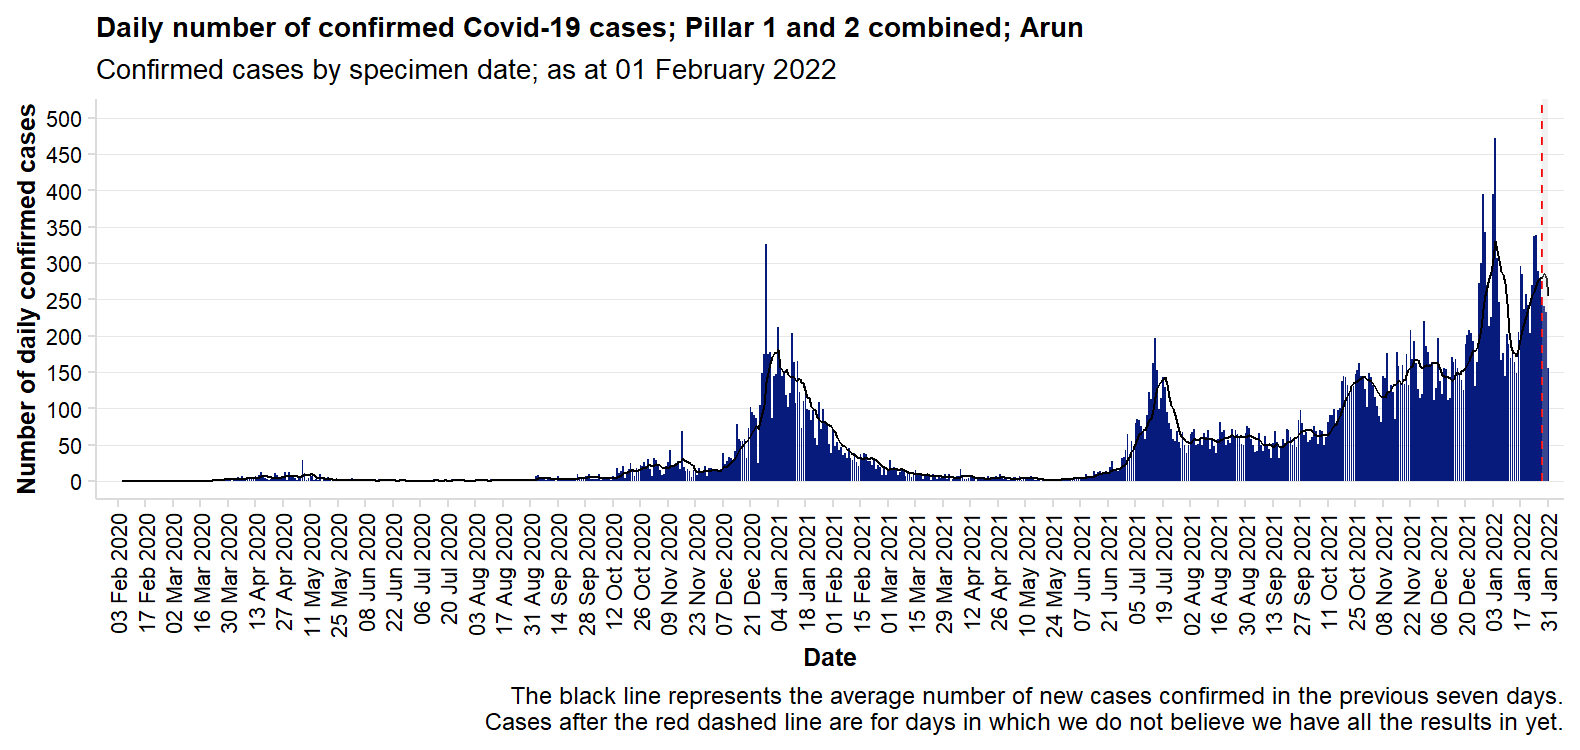 Daily number of confirmed Covid-19 cases; Pillar 1 and 2 combined; Arun
Confirmed cases by specimen date; as at 01 February 2022
Number of daily confirmed cases
500
450
400
350
300
250
200
150
100
50
0
03 Feb 2020
17 Feb 2020
02 Mar 2020
16 Mar 2020
30 Mar 2020
13 Apr 2020
27 Apr 2020
11 May 2020
25 May 2020
08 Jun 2020
22 Jun 2020
06 Jul 2020
20 Jul 2020
03 Aug 2020
17 Aug 2020
31 Aug 2020
14 Sep 2020
28 Sep 2020
12 Oct 2020
26 Oct 2020
09 Nov 2020
23 Nov 2020
07 Dec 2020
21 Dec 2020
04 Jan 2021
18 Jan 2021
01 Feb 2021
15 Feb 2021
01 Mar 2021
15 Mar 2021
29 Mar 2021
12 Apr 2021
26 Apr 2021
10 May 2021
24 May 2021
07 Jun 2021
21 Jun 2021
05 Jul 2021
19 Jul 2021
02 Aug 2021
16 Aug 2021
30 Aug 2021
13 Sep 2021
27 Sep 2021
11 Oct 2021
25 Oct 2021
08 Nov 2021
22 Nov 2021
06 Dec 2021
20 Dec 2021
03 Jan 2022
17 Jan 2022
31 Jan 2022
Date
The black line represents the average number of new cases confirmed in the previous seven days.
Cases after the red dashed line are for days in which we do not believe we have all the results in yet.